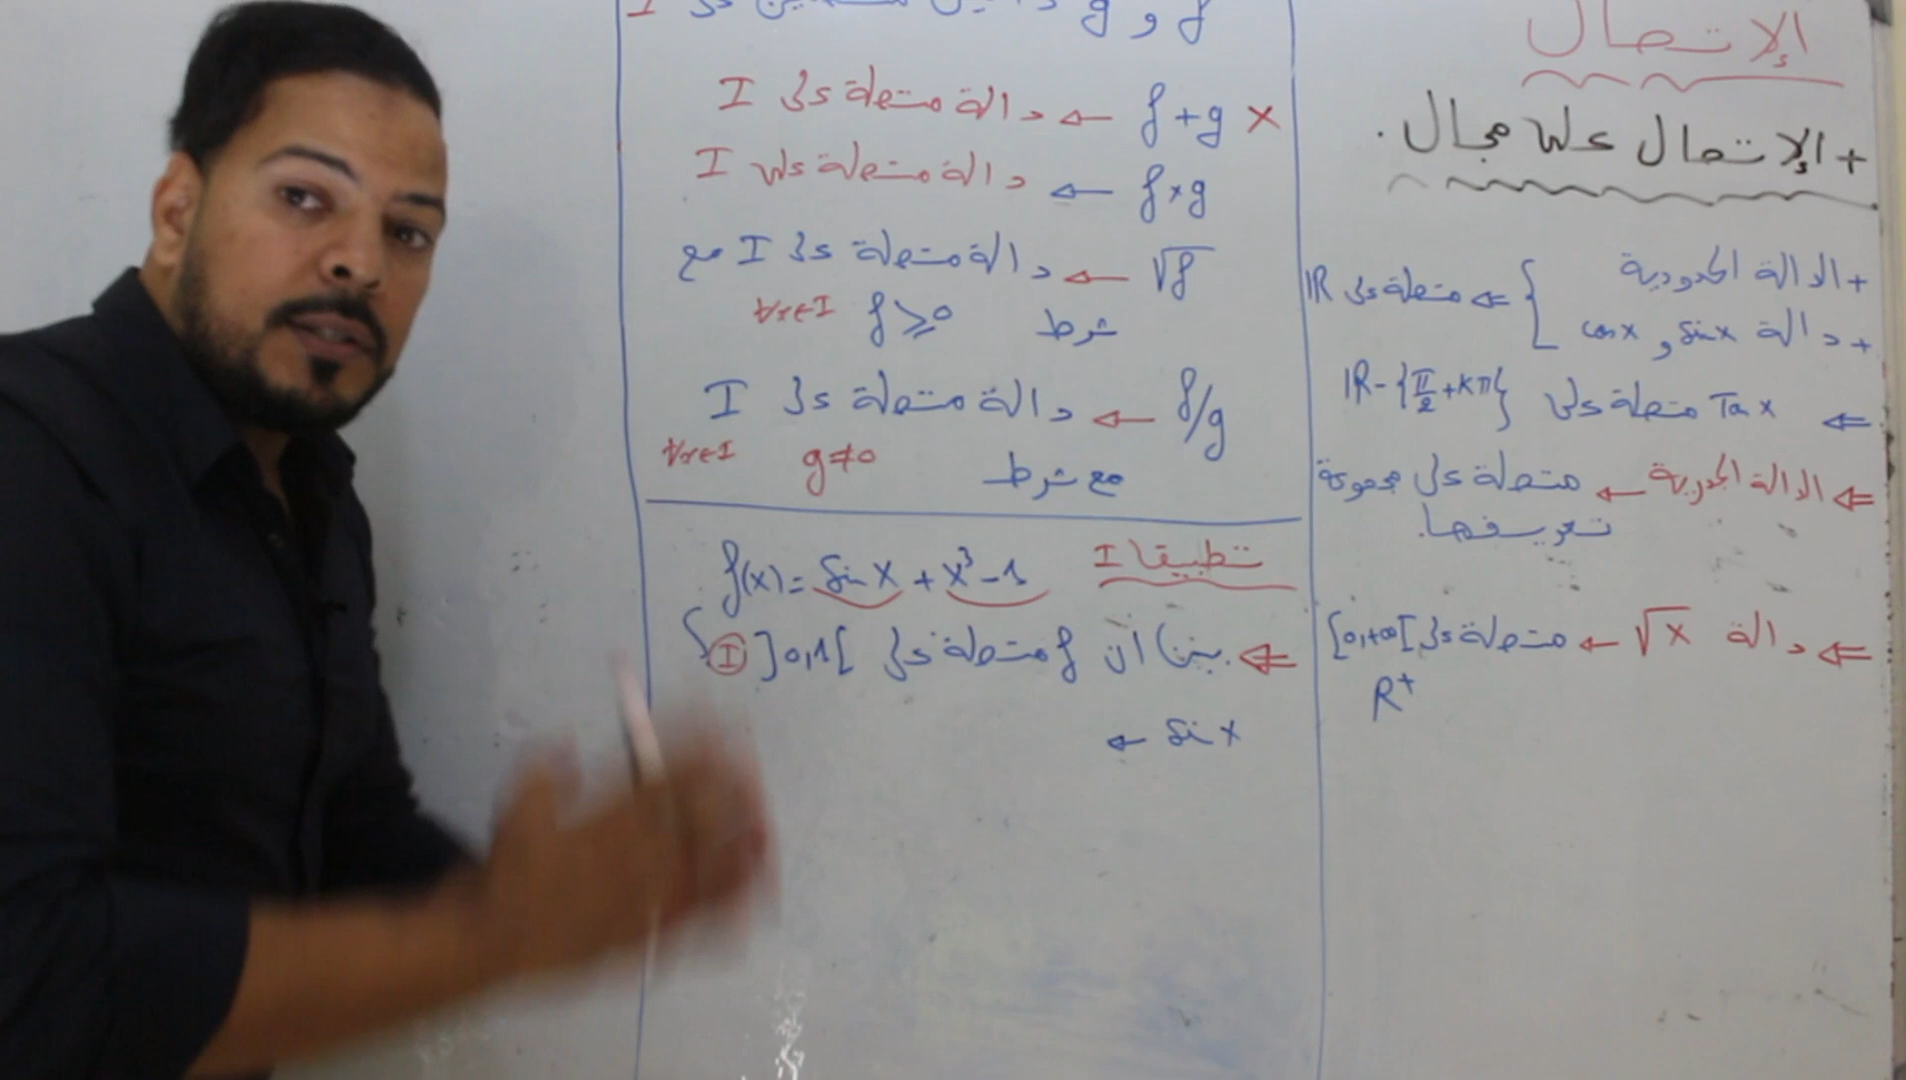 الإتصال
+ الإتصال على مجال.
+ الدالة الحدودية
+ دالة sin x و cos x } ⇐ متصلة على IR
⇐ Tan x متصلة على IR-{π/2+kπ}
⇐ الدالة الجدرية ← متصلة على مجموعة
تعريفها.
⇐ دالة √x ← متصلة على [0,+∞[
R⁺
f و g
× f+g ← دالة متصلة على I
f×g ← دالة متصلة على I
√f ← دالة متصلة على I مع
شرط f ≥ 0 ∀x∈I
f/g ← دالة متصلة على I
مع شرط g≠0 ∀x∈I
تطبيق I
f(x) = sin x + x³ - 1
⇐ بين أن f متصلة على ]0,1[ I
sin x ←